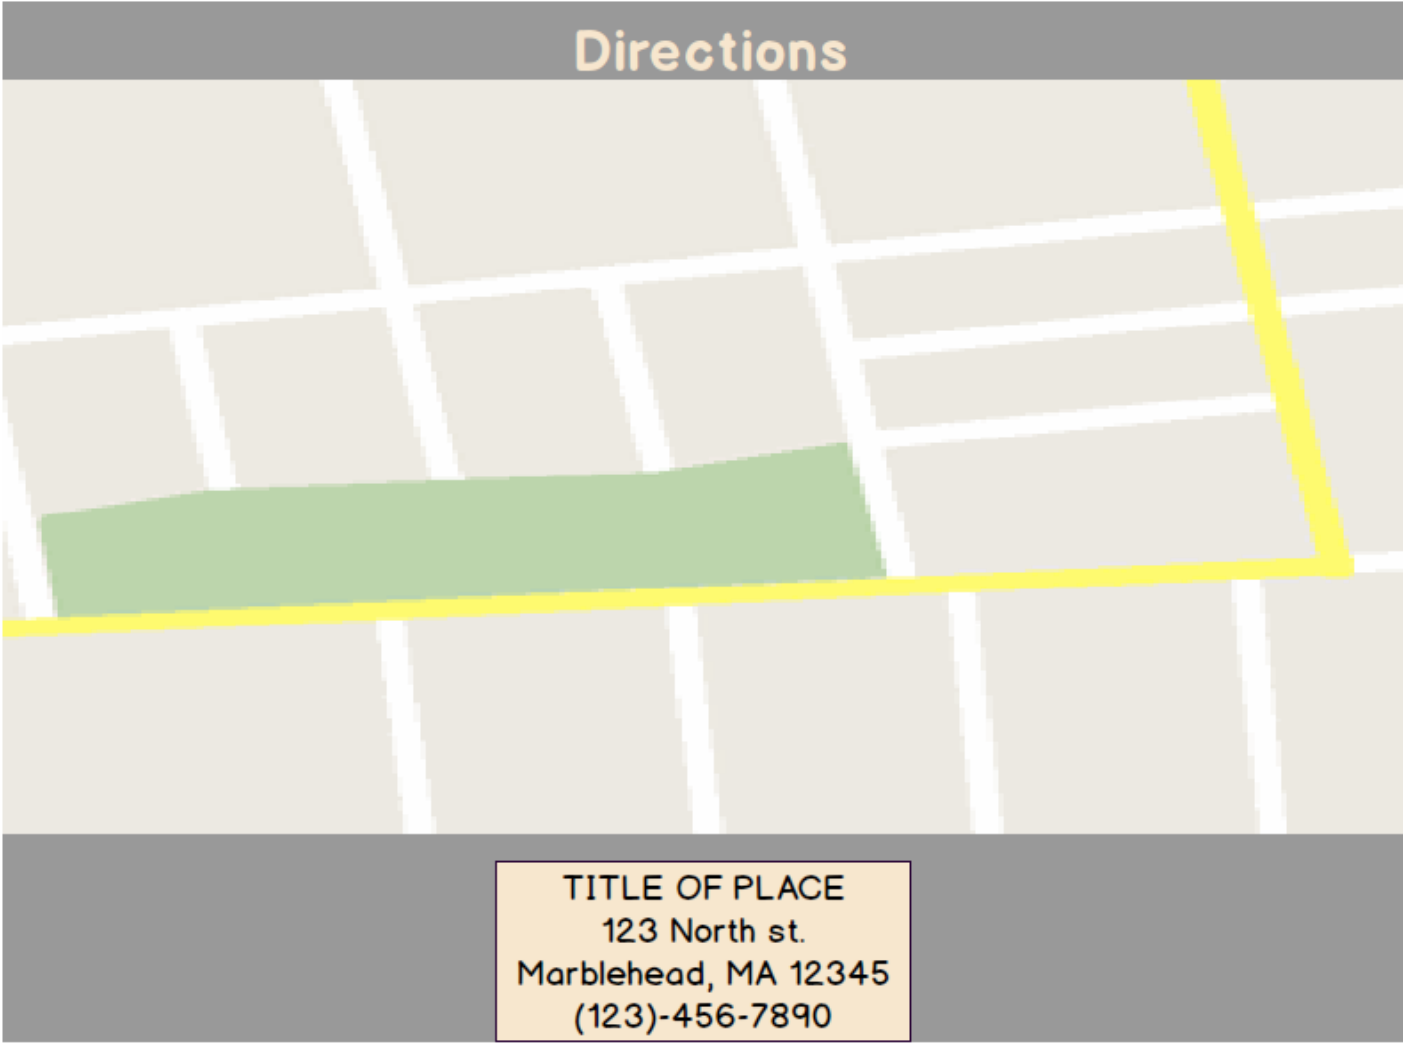 Directions
TITLE OF PLACE
123 North st.
Marblehead, MA 12345
(123)-456-7890